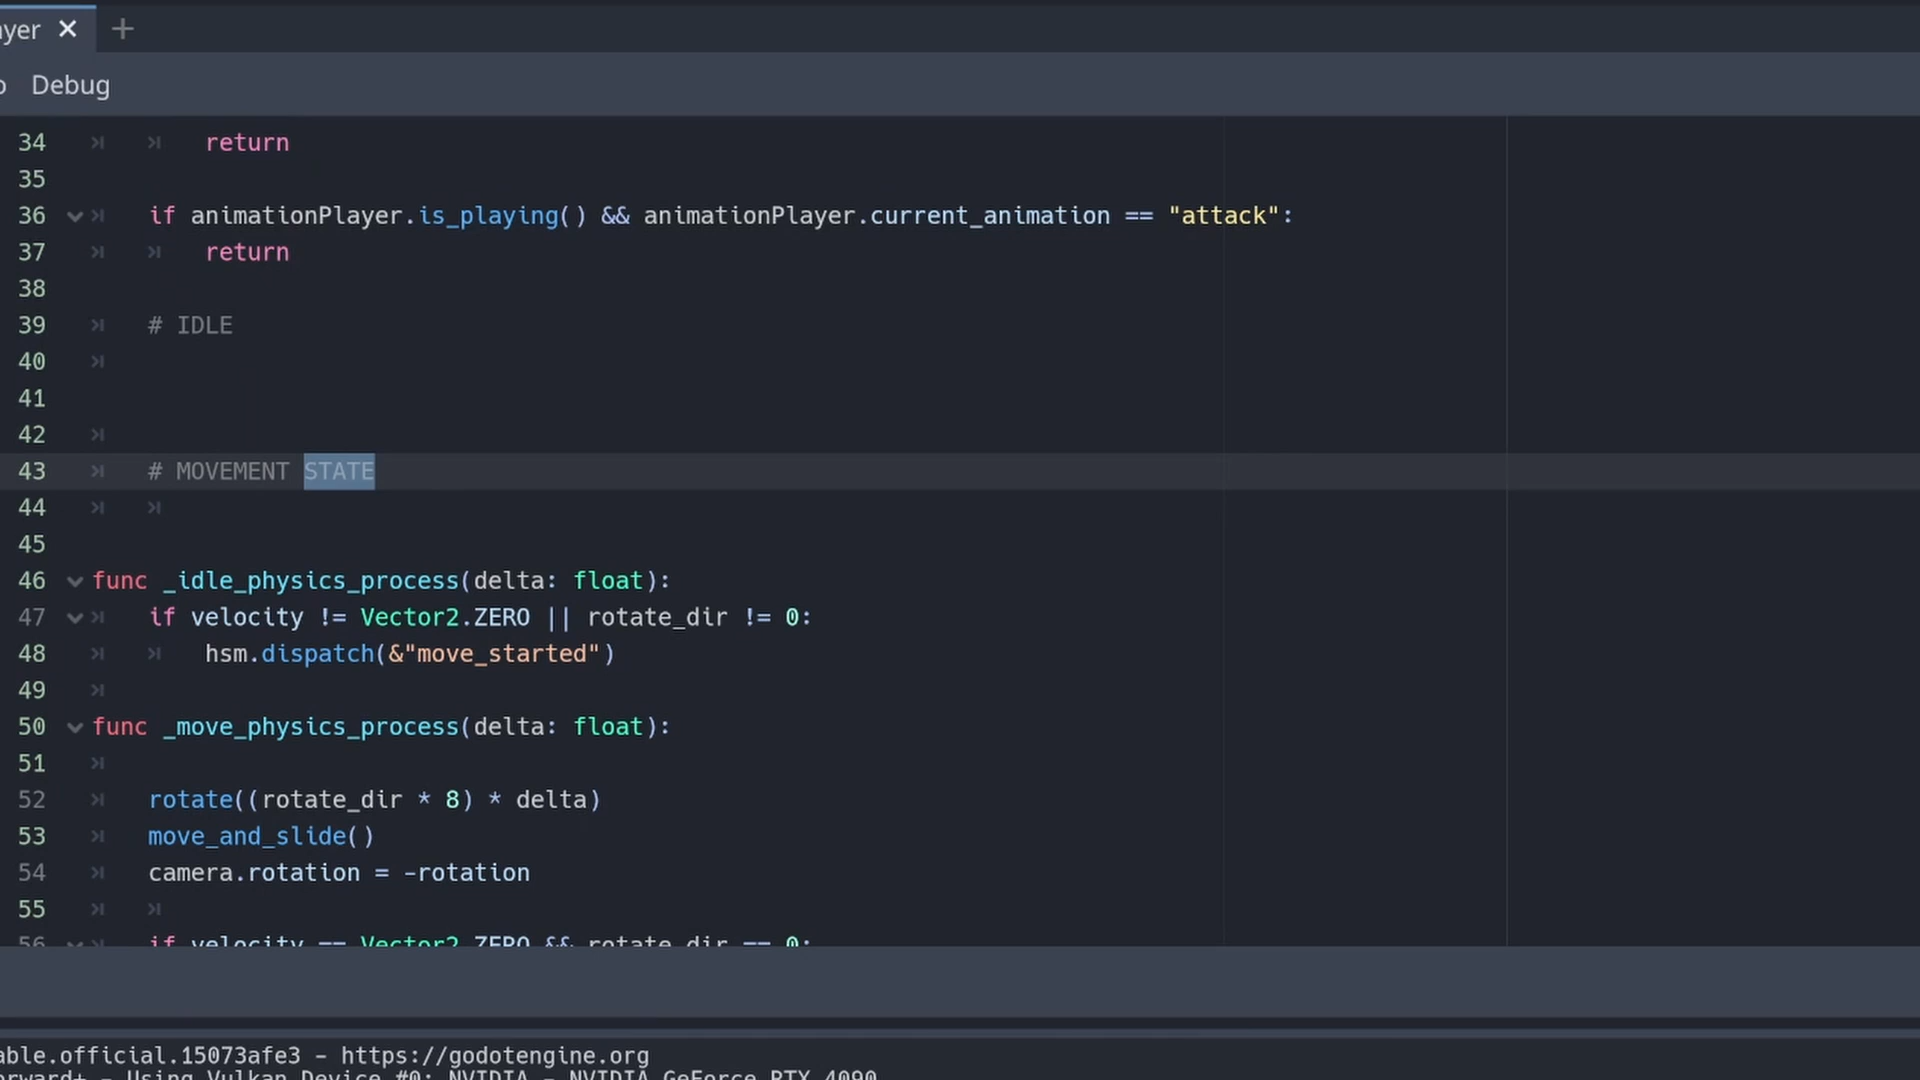 ayer ✕ +
Debug
34 return
35
36 if animationPlayer.is_playing() && animationPlayer.current_animation == "attack":
37 return
38
39 # IDLE
40
41
42
43 # MOVEMENT STATE
44
45
46 func _idle_physics_process(delta: float):
47 if velocity != Vector2.ZERO || rotate_dir != 0:
48 hsm.dispatch(&"move_started")
49
50 func _move_physics_process(delta: float):
51
52 rotate((rotate_dir * 8) * delta)
53 move_and_slide()
54 camera.rotation = -rotation
55
56 if velocity == Vector2.ZERO && rotate_dir == 0:
able.official.15073afe3 - https://godotengine.org
orward+ - Using Vulkan Device #0: NVIDIA - NVIDIA GeForce RTX 4090